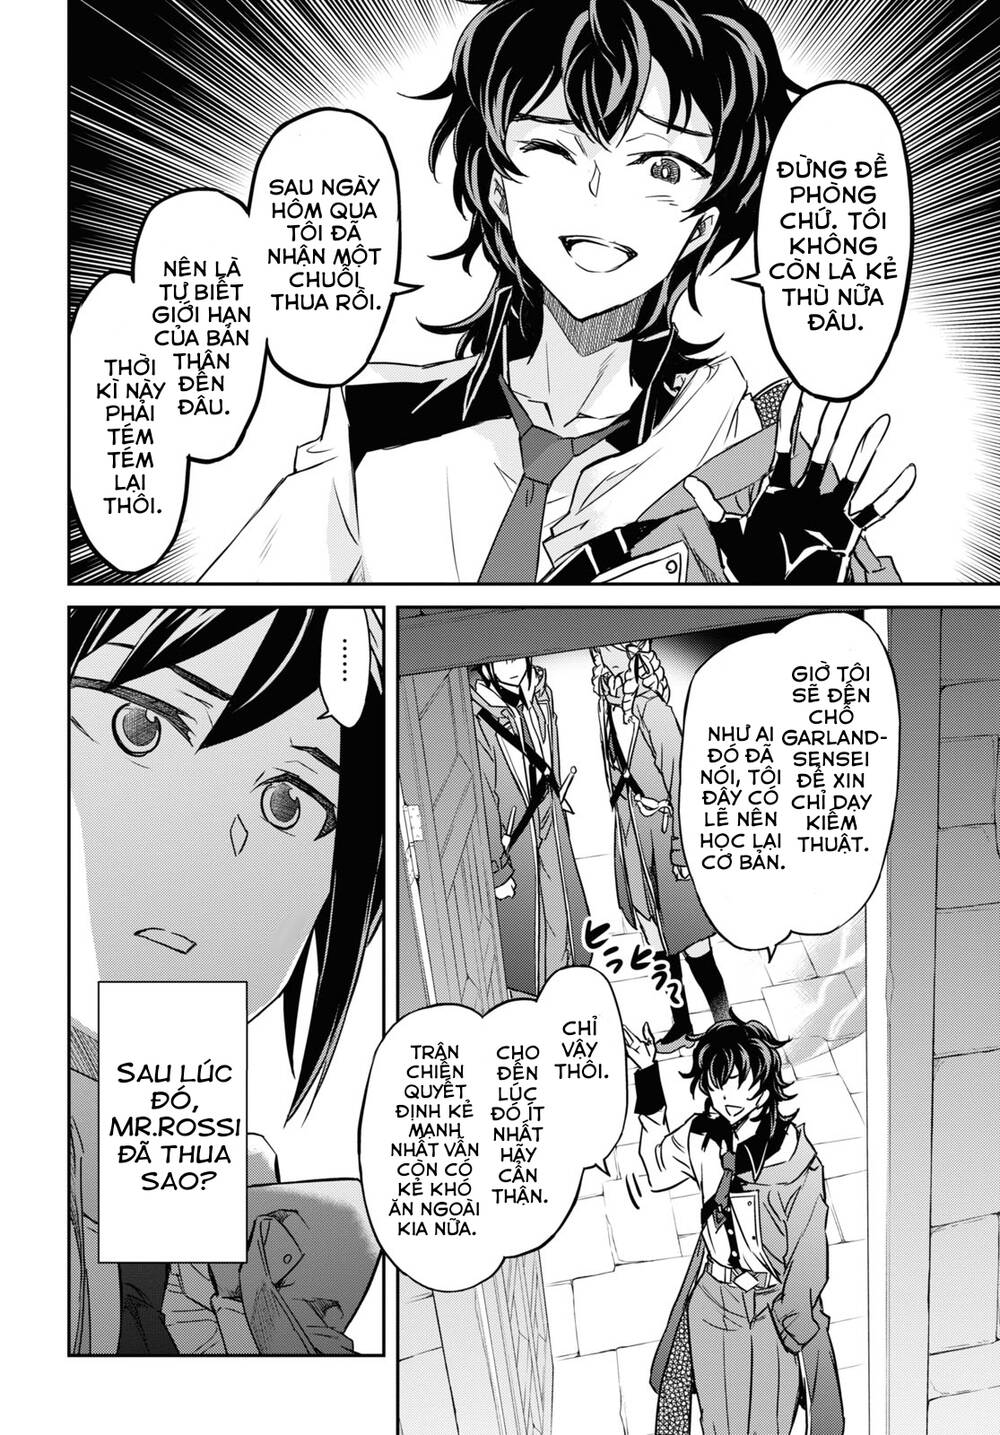 ĐỪNG ĐỀ
PHÒNG
CHỨ. TÔI
KHÔNG
CÒN LÀ KẺ
THÙ NỮA
ĐÂU.
SAU NGÀY
HÔM QUA
TÔI ĐÃ
NHẬN MỘT
CHUỖI
THUA RỒI.
NÊN LÀ
TỰ BIẾT
GIỚI HẠN
CỦA BẢN
THÂN
ĐẾN
ĐÂU.
THỜI
KÌ NÀY
PHẢI
TÉM
TÉM
LẠI
THÔI.
GIỜ TÔI
SẼ ĐẾN
CHỖ
GARLAND-
SENSEI
ĐỂ XIN
CHỈ DẠY
KIẾM
THUẬT.
NHƯ AI
ĐÓ ĐÃ
NÓI, TÔI
ĐÂY CÓ
LẼ NÊN
HỌC LẠI
CƠ BẢN.
ヒラヒラッ
CHỈ
VẬY
THÔI.
CHO
ĐẾN
LÚC
ĐÓ ÍT
NHẤT
HÃY
CẨN
THẬN.
TRẬN
CHIẾN
QUYẾT
ĐỊNH KẺ
MẠNH
NHẤT VẪN
CÒN CÓ
KẺ KHÓ
ĂN NGOÀI
KIA NỮA.
........
SAU LÚC
ĐÓ,
MR.ROSSI
ĐÃ THUA
SAO?